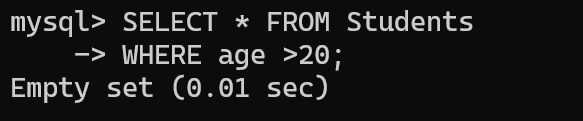 mysql> SELECT * FROM Students
    -> WHERE age >20;
Empty set (0.01 sec)